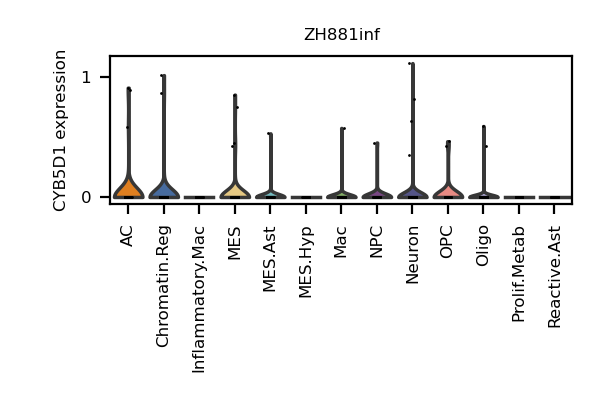 ZH881inf
CYB5D1 expression
1
0
AC
Chromatin.Reg
Inflammatory.Mac
MES
MES.Ast
MES.Hyp
Mac
NPC
Neuron
OPC
Oligo
Prolif.Metab
Reactive.Ast